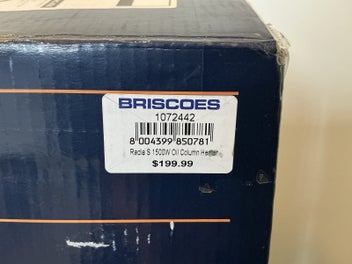 BRISCOES
1072442
8 004399 850781
Radia S 1500W Oil Column Heater
$199.99